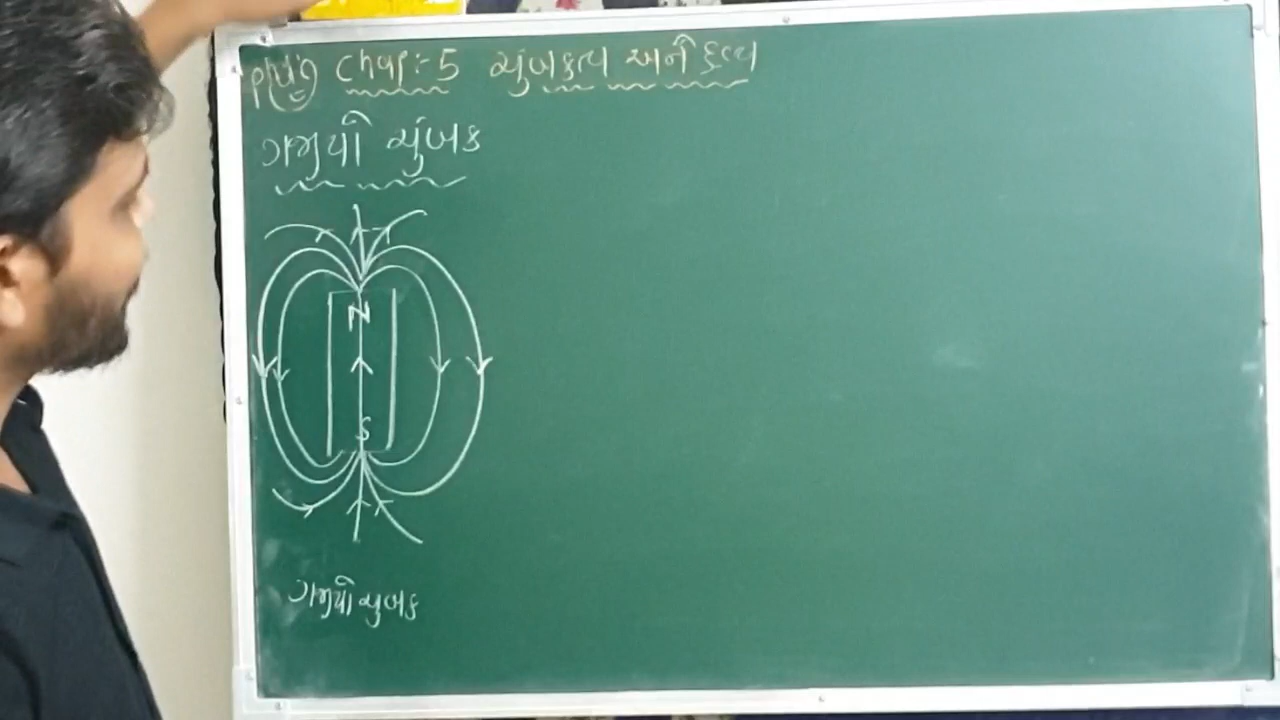 Phy Chap:- 5 ચુંબકત્વ અને દ્રવ્ય
ગજીયો ચુંબક
N
S
ગજીયો ચુબક